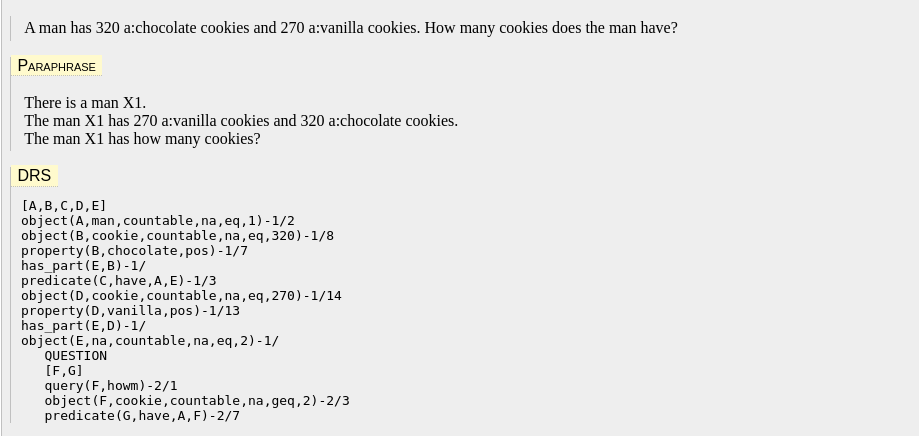 A man has 320 a:chocolate cookies and 270 a:vanilla cookies. How many cookies does the man have?
PARAPHRASE
There is a man X1.
The man X1 has 270 a:vanilla cookies and 320 a:chocolate cookies.
The man X1 has how many cookies?
DRS
[A,B,C,D,E]
object(A,man,countable,na,eq,1)-1/2
object(B,cookie,countable,na,eq,320)-1/8
property(B,chocolate,pos)-1/7
has_part(E,B)-1/
predicate(C,have,A,E)-1/3
object(D,cookie,countable,na,eq,270)-1/14
property(D,vanilla,pos)-1/13
has_part(E,D)-1/
object(E,na,countable,na,eq,2)-1/
QUESTION
[F,G]
query(F,howm)-2/1
object(F,cookie,countable,na,geq,2)-2/3
predicate(G,have,A,F)-2/7